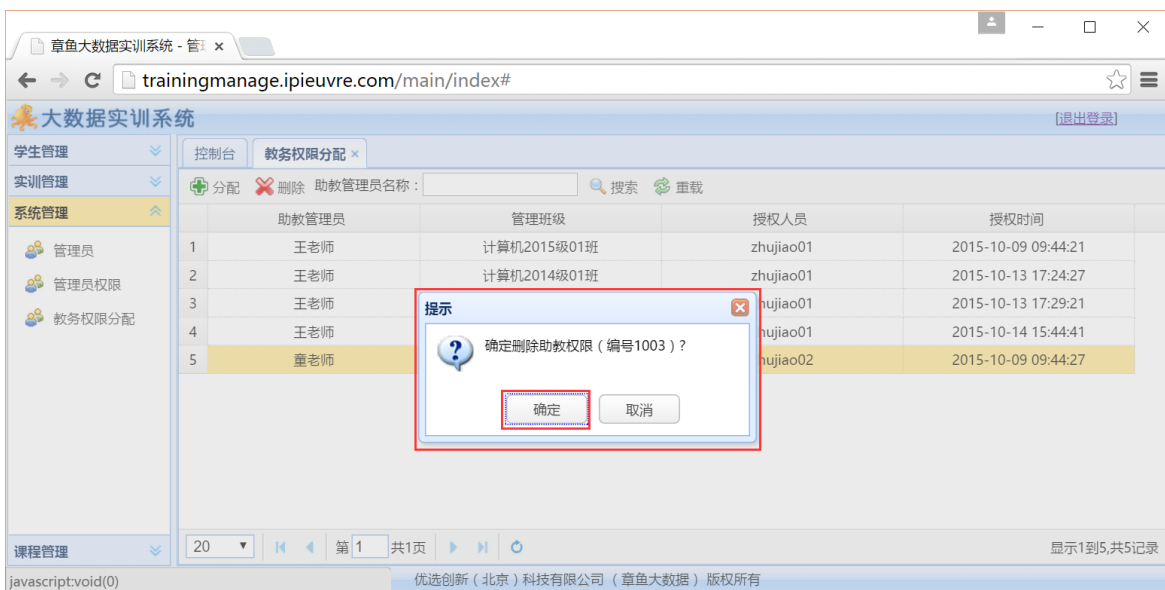 章鱼大数据实训系统 - 管
trainingmanage.ipieuvre.com/main/index#
大数据实训系统
[退出登录]
学生管理
实训管理
系统管理
管理员
管理员权限
教务权限分配
课程管理
控制台 教务权限分配
分配 删除 助教管理员名称： 搜索 重载
助教管理员 管理班级 授权人员 授权时间
1 王老师 计算机2015级01班 zhujiao01 2015-10-09 09:44:21
2 王老师 计算机2014级01班 zhujiao01 2015-10-13 17:24:27
3 王老师 hujiao01 2015-10-13 17:29:21
4 王老师 hujiao01 2015-10-14 15:44:41
5 童老师 hujiao02 2015-10-09 09:44:27
提示
确定删除助教权限（编号1003）？
确定 取消
20 第 1 共1页 显示1到5,共5记录
javascript:void(0)
优选创新（北京）科技有限公司（章鱼大数据）版权所有